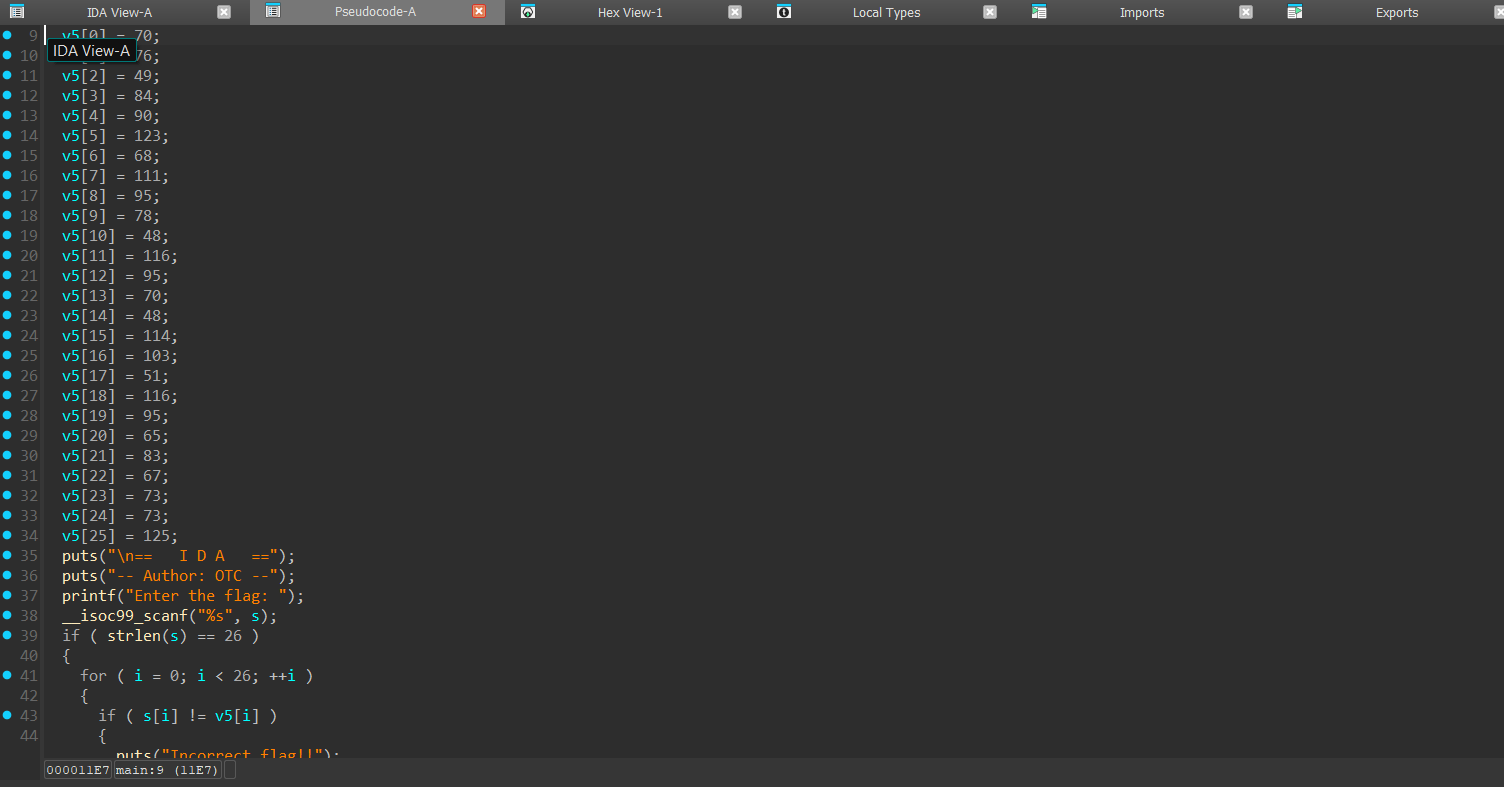 IDA View-A Pseudocode-A Hex View-1 Local Types Imports Exports
9 v5[0] = 70;
IDA View-A
10 76;
11 v5[2] = 49;
12 v5[3] = 84;
13 v5[4] = 90;
14 v5[5] = 123;
15 v5[6] = 68;
16 v5[7] = 111;
17 v5[8] = 95;
18 v5[9] = 78;
19 v5[10] = 48;
20 v5[11] = 116;
21 v5[12] = 95;
22 v5[13] = 70;
23 v5[14] = 48;
24 v5[15] = 114;
25 v5[16] = 103;
26 v5[17] = 51;
27 v5[18] = 116;
28 v5[19] = 95;
29 v5[20] = 65;
30 v5[21] = 83;
31 v5[22] = 67;
32 v5[23] = 73;
33 v5[24] = 73;
34 v5[25] = 125;
35 puts("\n==   I D A   ==");
36 puts("-- Author: OTC --");
37 printf("Enter the flag: ");
38 __isoc99_scanf("%s", s);
39 if ( strlen(s) == 26 )
40 {
41 for ( i = 0; i < 26; ++i )
42 {
43 if ( s[i] != v5[i] )
44 {
puts("Incorrect flag!!");
000011E7 main:9 (11E7)